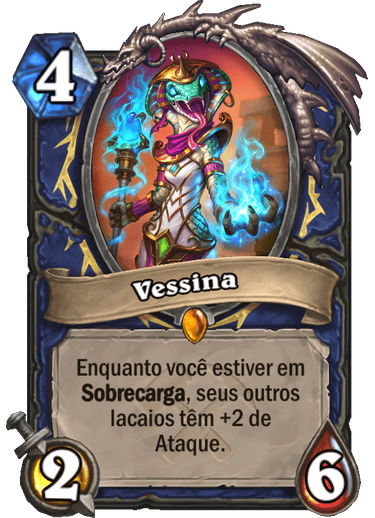 4
Vessina
Enquanto você estiver em
Sobrecarga, seus outros
lacaios têm +2 de
Ataque.
2
6